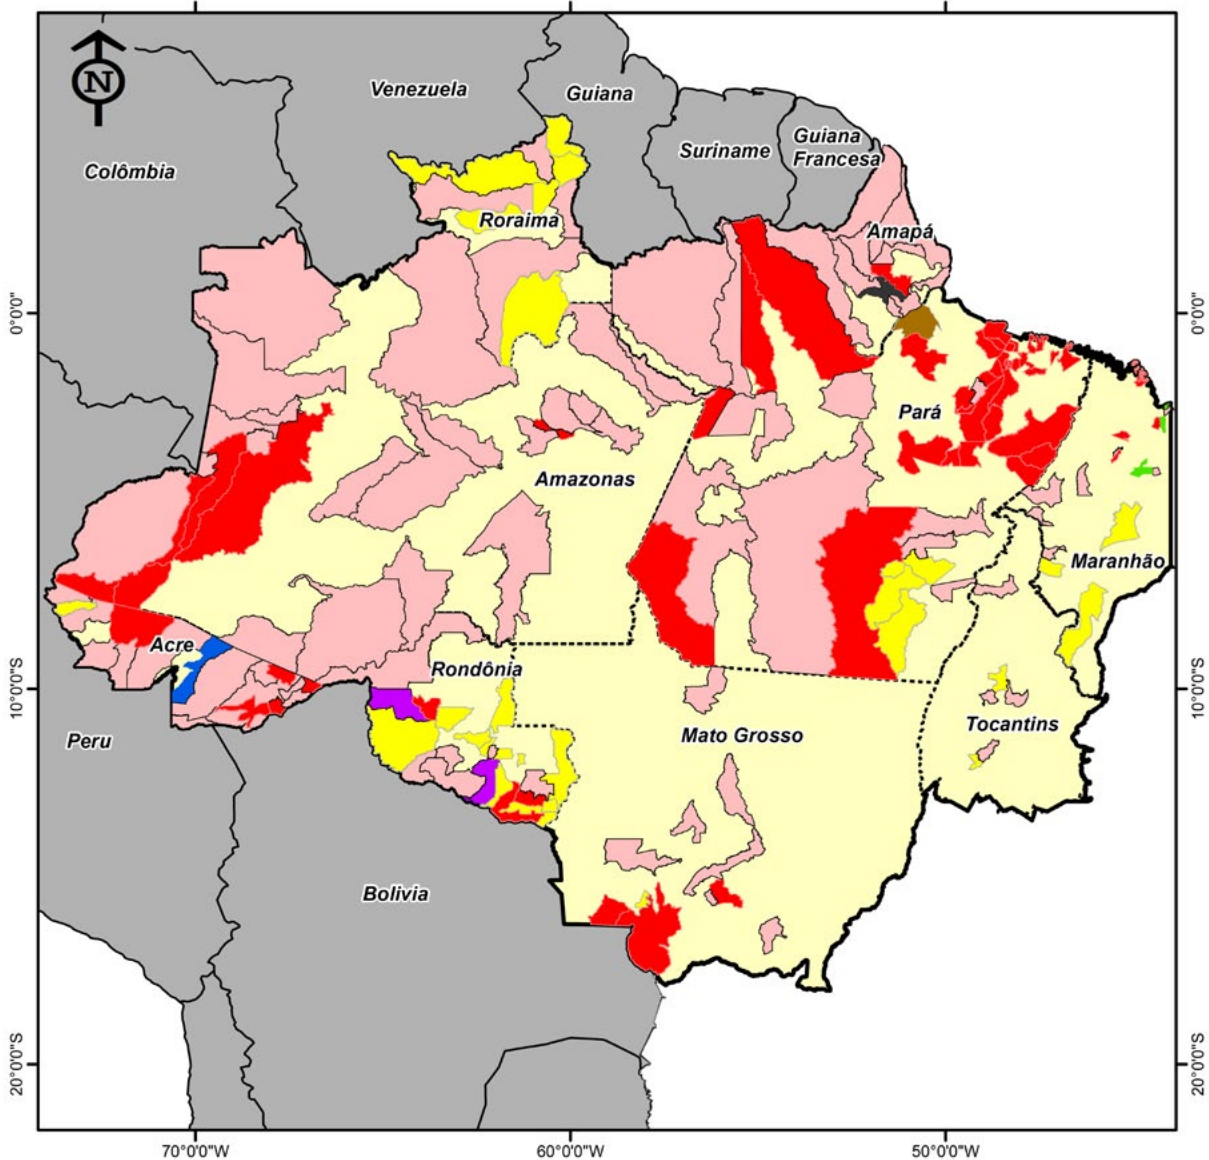 N
Venezuela
Guiana
Suriname
Guiana
Francesa
Colômbia
Roraima
Amapá
0°0'0"
0°0'0"
Pará
Amazonas
Maranhão
Acre
Rondônia
10°0'0"S
10°0'0"S
Peru
Mato Grosso
Tocantins
Bolivia
20°0'0"S
20°0'0"S
70°0'0"W
60°0'0"W
50°0'0"W